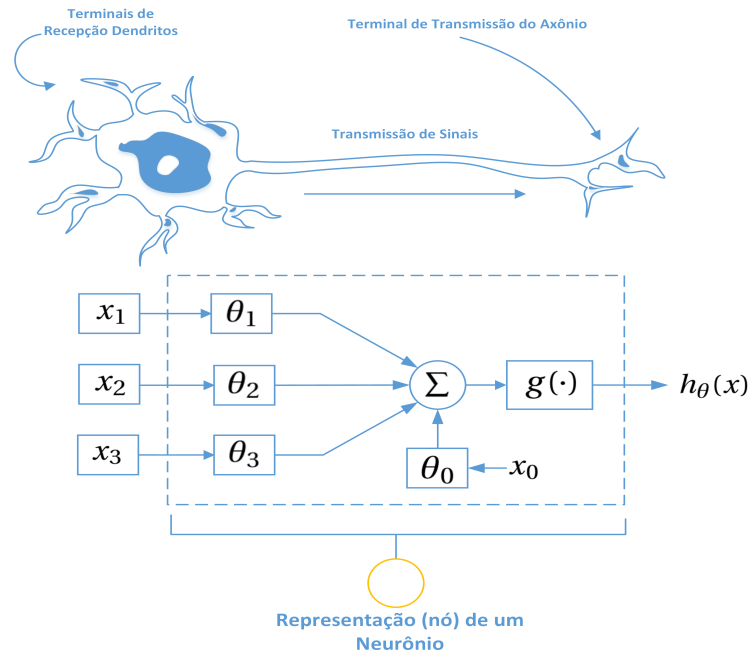 Terminais de
Recepção Dendritos
Terminal de Transmissão do Axônio
Transmissão de Sinais
x₁
θ₁
x₂
θ₂
Σ
g(·)
h_θ(x)
x₃
θ₃
θ₀
x₀
Representação (nó) de um
Neurônio